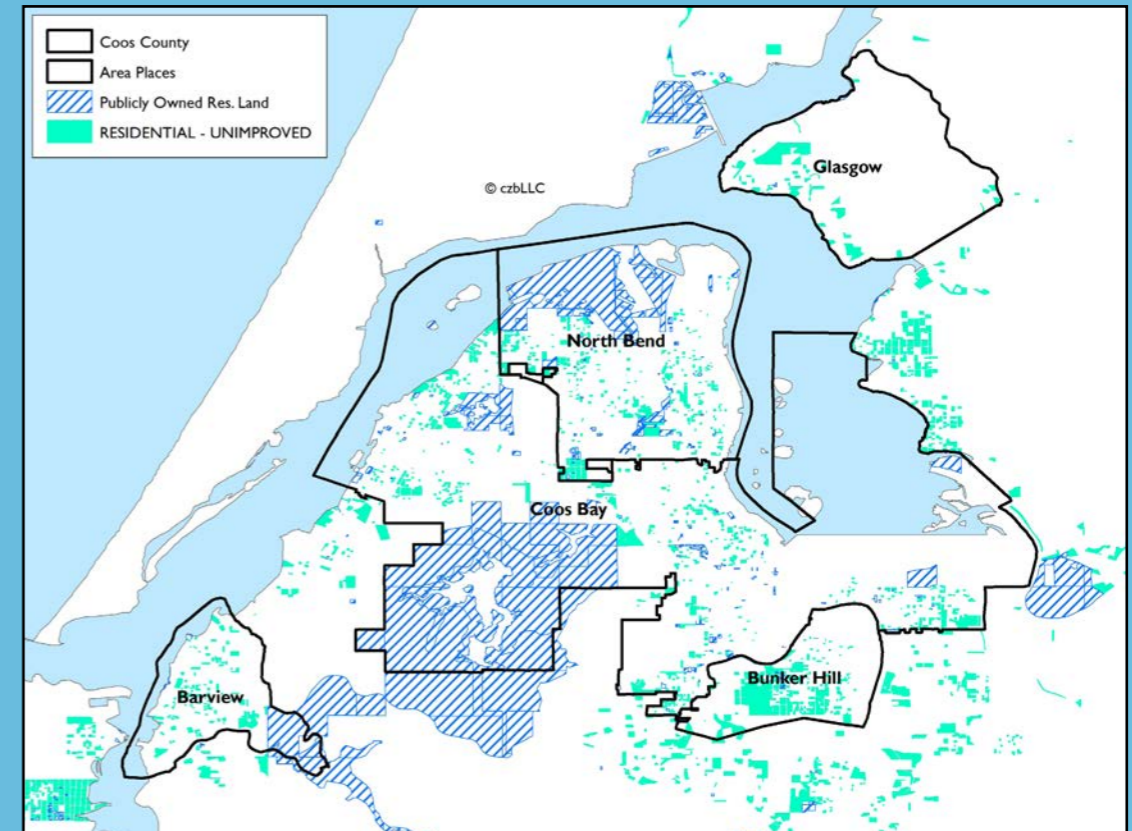 Coos County
Area Places
Publicly Owned Res. Land
RESIDENTIAL - UNIMPROVED
© czbLLC
Glasgow
North Bend
Coos Bay
Bunker Hill
Barview